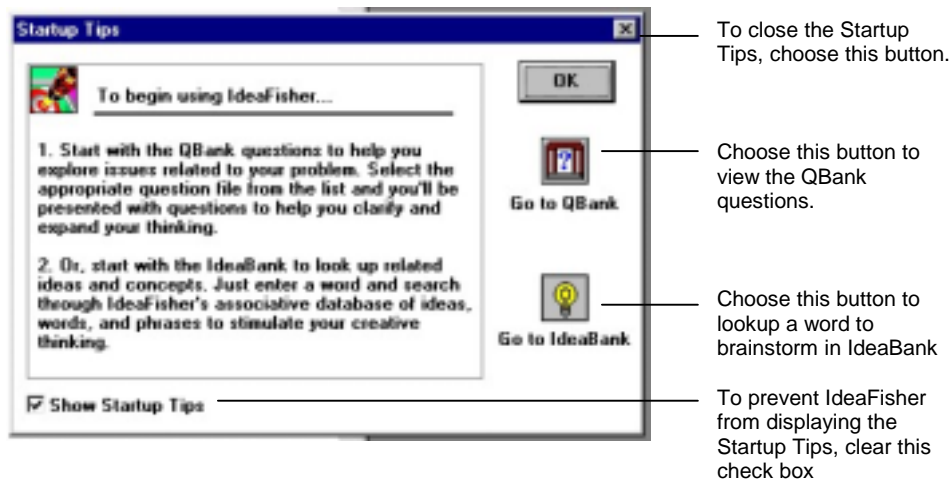 Startup Tips
To begin using IdeaFisher...
1. Start with the QBank questions to help you
explore issues related to your problem. Select the
appropriate question file from the list and you'll be
presented with questions to help you clarify and
expand your thinking.
2. Or, start with the IdeaBank to look up related
ideas and concepts. Just enter a word and search
through IdeaFisher's associative database of ideas,
words, and phrases to stimulate your creative
thinking.
Show Startup Tips
OK
?
Go to QBank
Go to IdeaBank
To close the Startup
Tips, choose this button.
Choose this button to
view the QBank
questions.
Choose this button to
lookup a word to
brainstorm in IdeaBank
To prevent IdeaFisher
from displaying the
Startup Tips, clear this
check box